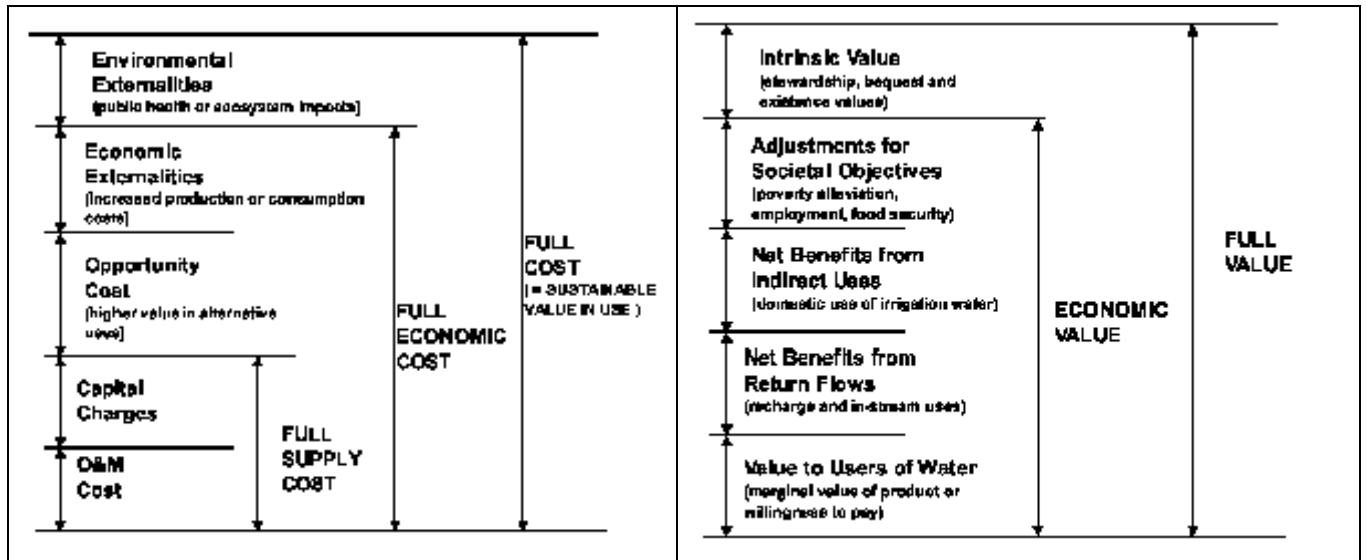 Environmental
Externalities
(public health or ecosystem impacts)
Economic
Externalities
(increased production or consumption
costs)
Opportunity
Cost
(higher value in alternative
uses)
Capital
Charges
O&M
Cost
FULL
SUPPLY
COST
FULL
ECONOMIC
COST
FULL
COST
(= SUSTAINABLE
VALUE IN USE )
Intrinsic Value
(stewardship, bequest and
existence values)
Adjustments for
Societal Objectives
(poverty alleviation,
employment, food security)
Net Benefits from
Indirect Uses
(domestic use of irrigation water)
Net Benefits from
Return Flows
(recharge and in-stream uses)
Value to Users of Water
(marginal value of product or
willingness to pay)
ECONOMIC
VALUE
FULL
VALUE